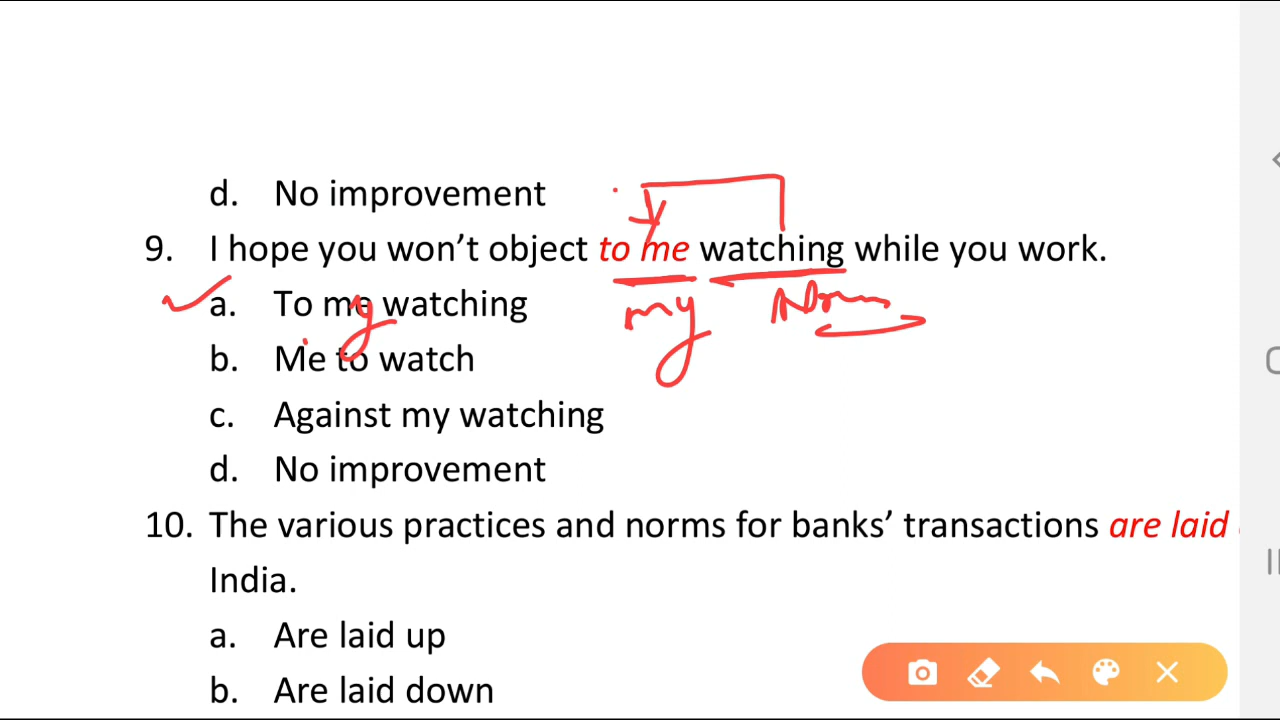 d. No improvement
9. I hope you won't object to me watching while you work.
my
a. To me watching
y
b. Me to watch
c. Against my watching
d. No improvement
10. The various practices and norms for banks' transactions are laid
India.
a. Are laid up
b. Are laid down